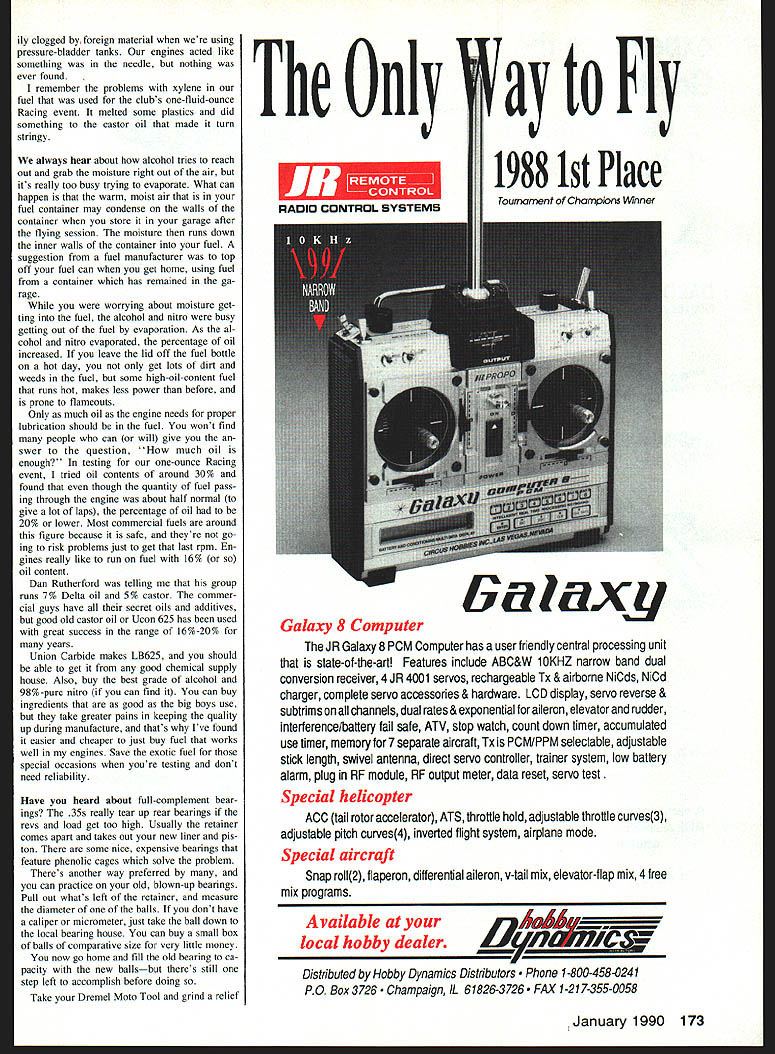 ily clogged by foreign material when we're using
pressure-bladder tanks. Our engines acted like
something was in the needle, but nothing was
ever found.
I remember the problems with xylene in our
fuel that was used for the club's one-fluid-ounce
Racing event. It melted some plastics and did
something to the castor oil that made it turn
stringy.
We always hear about how alcohol tries to reach
out and grab the moisture right out of the air, but
it's really too busy trying to evaporate. What can
happen is that the warm, moist air that is in your
fuel container may condense on the walls of the
container when you store it in your garage after
the flying session. The moisture then runs down
the inner walls of the container into your fuel. A
suggestion from a fuel manufacturer was to top
off your fuel can when you get home, using fuel
from a container which has remained in the ga-
rage.
While you were worrying about moisture get-
ting into the fuel, the alcohol and nitro were busy
getting out of the fuel by evaporation. As the al-
cohol and nitro evaporated, the percentage of oil
increased. If you leave the lid off the fuel bottle
on a hot day, you not only get lots of dirt and
weeds in the fuel, but some high-oil-content fuel
that runs hot, makes less power than before, and
is prone to flameouts.
Only as much oil as the engine needs for proper
lubrication should be in the fuel. You won't find
many people who can (or will) give you the an-
swer to the question, "How much oil is
enough?" In testing for our one-ounce Racing
event, I tried oil contents of around 30% and
found that even though the quantity of fuel pass-
ing through the engine was about half normal (to
give a lot of laps), the percentage of oil had to be
20% or lower. Most commercial fuels are around
this figure because it is safe, and they're not go-
ing to risk problems just to get that last rpm. En-
gines really like to run on fuel with 16% (or so)
oil content.
Dan Rutherford was telling me that his group
runs 7% Delta oil and 5% castor. The commer-
cial guys have all their secret oils and additives,
but good old castor oil or Ucon 625 has been used
with great success in the range of 16%-20% for
many years.
Union Carbide makes LB625, and you should
be able to get it from any good chemical supply
house. Also, buy the best grade of alcohol and
98%-pure nitro (if you can find it). You can buy
ingredients that are as good as the big boys use,
but they take greater pains in keeping the quality
up during manufacture, and that's why I've found
it easier and cheaper to just buy fuel that works
well in my engines. Save the exotic fuel for those
special occasions when you're testing and don't
need reliability.
Have you heard about full-complement bear-
ings? The .35s really tear up rear bearings if the
revs and load get too high. Usually the retainer
comes apart and takes out your new liner and pis-
ton. There are some nice, expensive bearings that
feature phenolic cages which solve the problem.
There's another way preferred by many, and
you can practice on your old, blown-up bearings.
Pull out what's left of the retainer, and measure
the diameter of one of the balls. If you don't have
a caliper or micrometer, just take the ball down to
the local bearing house. You can buy a small box
of balls of comparative size for very little money.
You now go home and fill the old bearing to ca-
pacity with the new balls—but there's still one
step left to accomplish before doing so.
Take your Dremel Moto Tool and grind a relief
The Only Way to Fly
JR REMOTE CONTROL
RADIO CONTROL SYSTEMS
1988 1st Place
Tournament of Champions Winner
10 KHz
1991
NARROW
BAND
OUTPUT
JR PROPO
ON
POWER
Galaxy COMPUTER 8
PCM
INTELLIGENT REAL TIME PROCESSING KEYBOARD
BATTERY AND CONDITIONING MULTI-DATA DISPLAY
CIRCUS HOBBIES INC., LAS VEGAS, NEVADA
Galaxy
Galaxy 8 Computer
The JR Galaxy 8 PCM Computer has a user friendly central processing unit
that is state-of-the-art! Features include ABC&W 10KHZ narrow band dual
conversion receiver, 4 JR 4001 servos, rechargeable Tx & airborne NiCds, NiCd
charger, complete servo accessories & hardware. LCD display, servo reverse &
subtrims on all channels, dual rates & exponential for aileron, elevator and rudder,
interference/battery fail safe, ATV, stop watch, count down timer, accumulated
use timer, memory for 7 separate aircraft, Tx is PCM/PPM selectable, adjustable
stick length, swivel antenna, direct servo controller, trainer system, low battery
alarm, plug in RF module, RF output meter, data reset, servo test .
Special helicopter
ACC (tail rotor accelerator), ATS, throttle hold, adjustable throttle curves(3),
adjustable pitch curves(4), inverted flight system, airplane mode.
Special aircraft
Snap roll(2), flaperon, differential aileron, v-tail mix, elevator-flap mix, 4 free
mix programs.
Available at your
local hobby dealer.
hobby
Dynamics
Distributed by Hobby Dynamics Distributors • Phone 1-800-458-0241
P.O. Box 3726 • Champaign, IL 61826-3726 • FAX 1-217-355-0058
January 1990 173